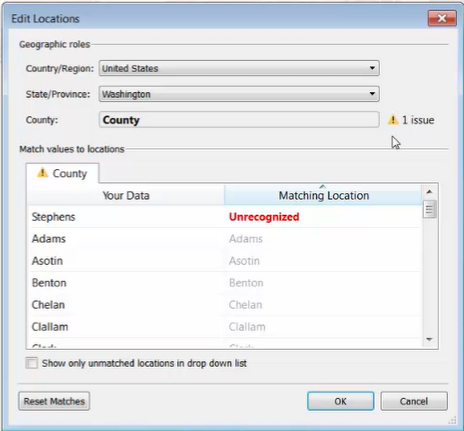 Edit Locations
Geographic roles
Country/Region: United States
State/Province: Washington
County: County 1 issue
Match values to locations
County
Your Data Matching Location
Stephens Unrecognized
Adams Adams
Asotin Asotin
Benton Benton
Chelan Chelan
Clallam Clallam
Show only unmatched locations in drop down list
Reset Matches OK Cancel